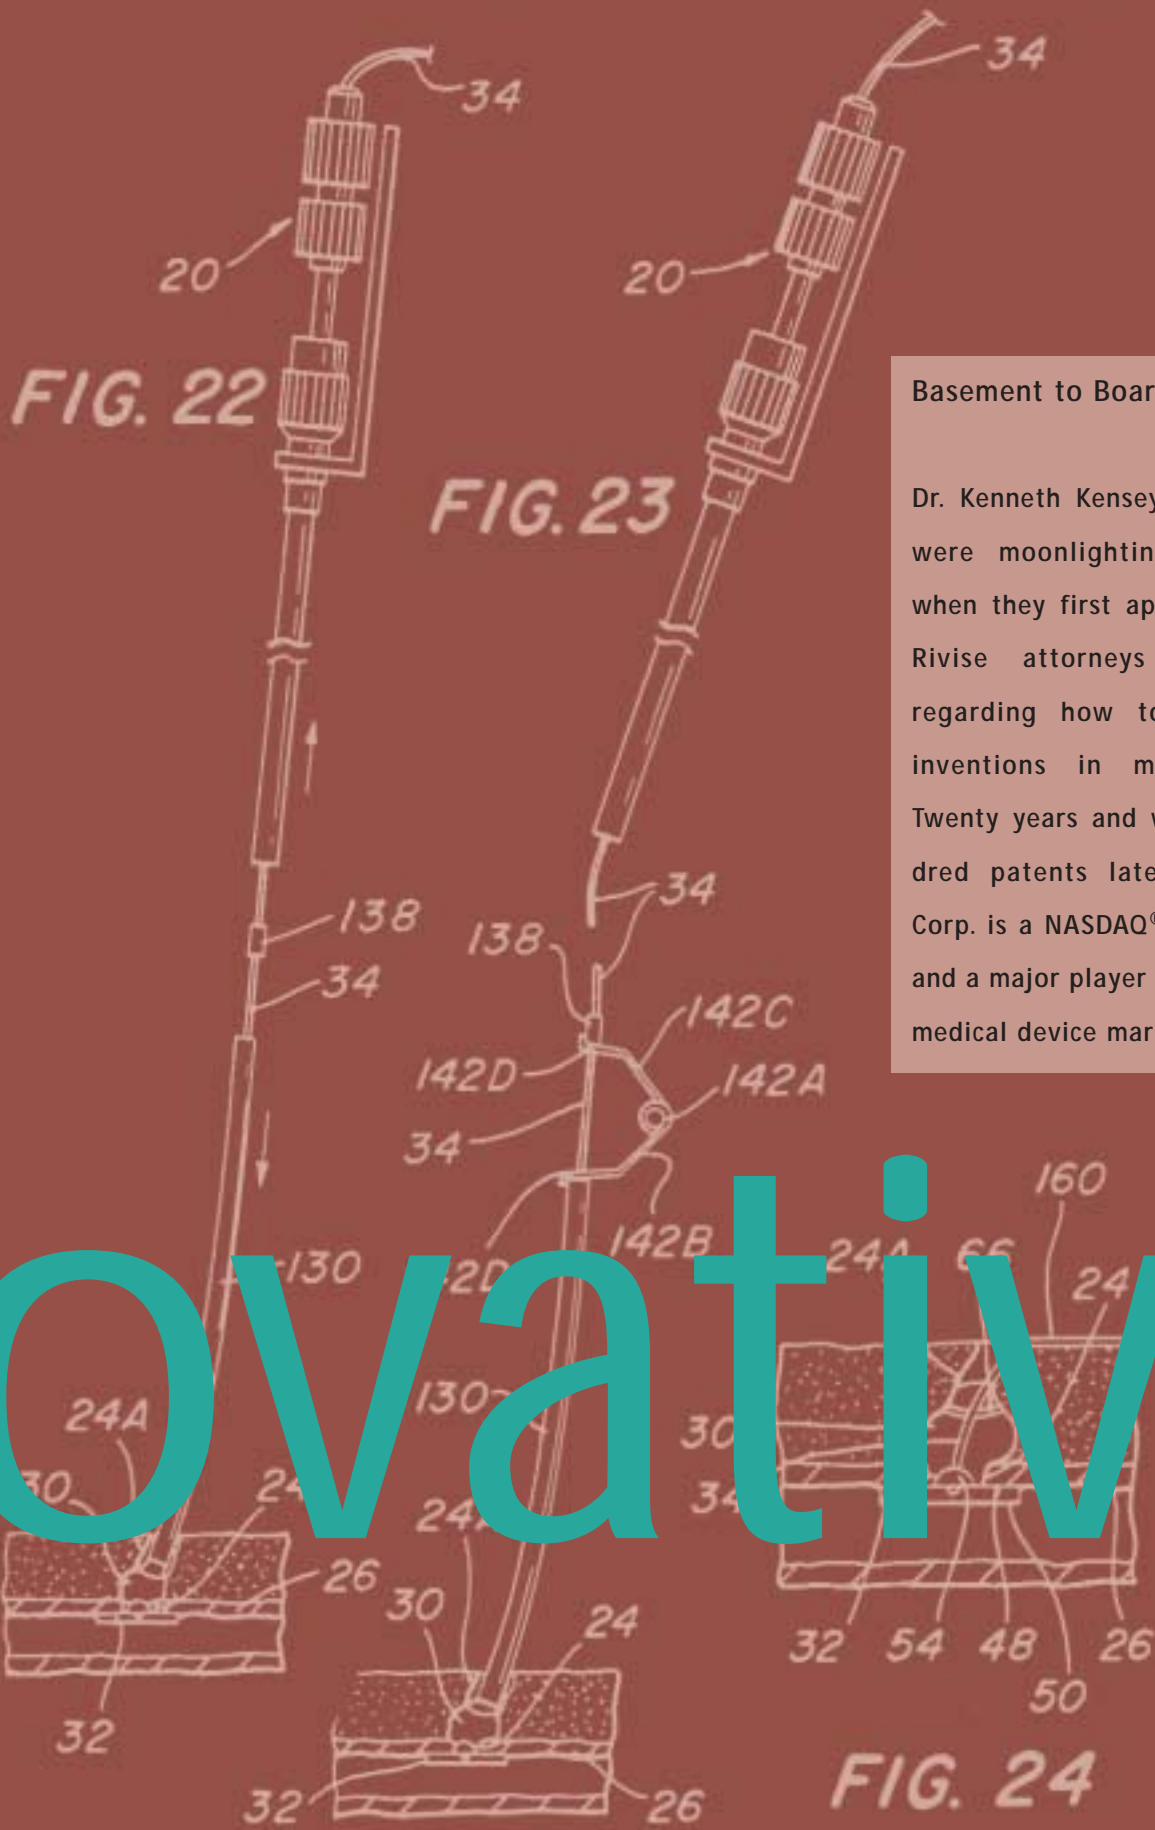 34
34
20
20
FIG. 22
FIG. 23
Basement to Boar
Dr. Kenneth Kensey
were moonlightin
when they first ap
Rivise attorneys
regarding how to
inventions in m
Twenty years and
dred patents late
Corp. is a NASDAQ®
and a major player
medical device mar
138
34
34
138
142C
142D
142A
34
142B
160
24A 66
24
130
2D
ovativ
24A
130
30
30
24
34
24A
26
30
24
32
54
48
26
50
32
32
26
FIG. 24